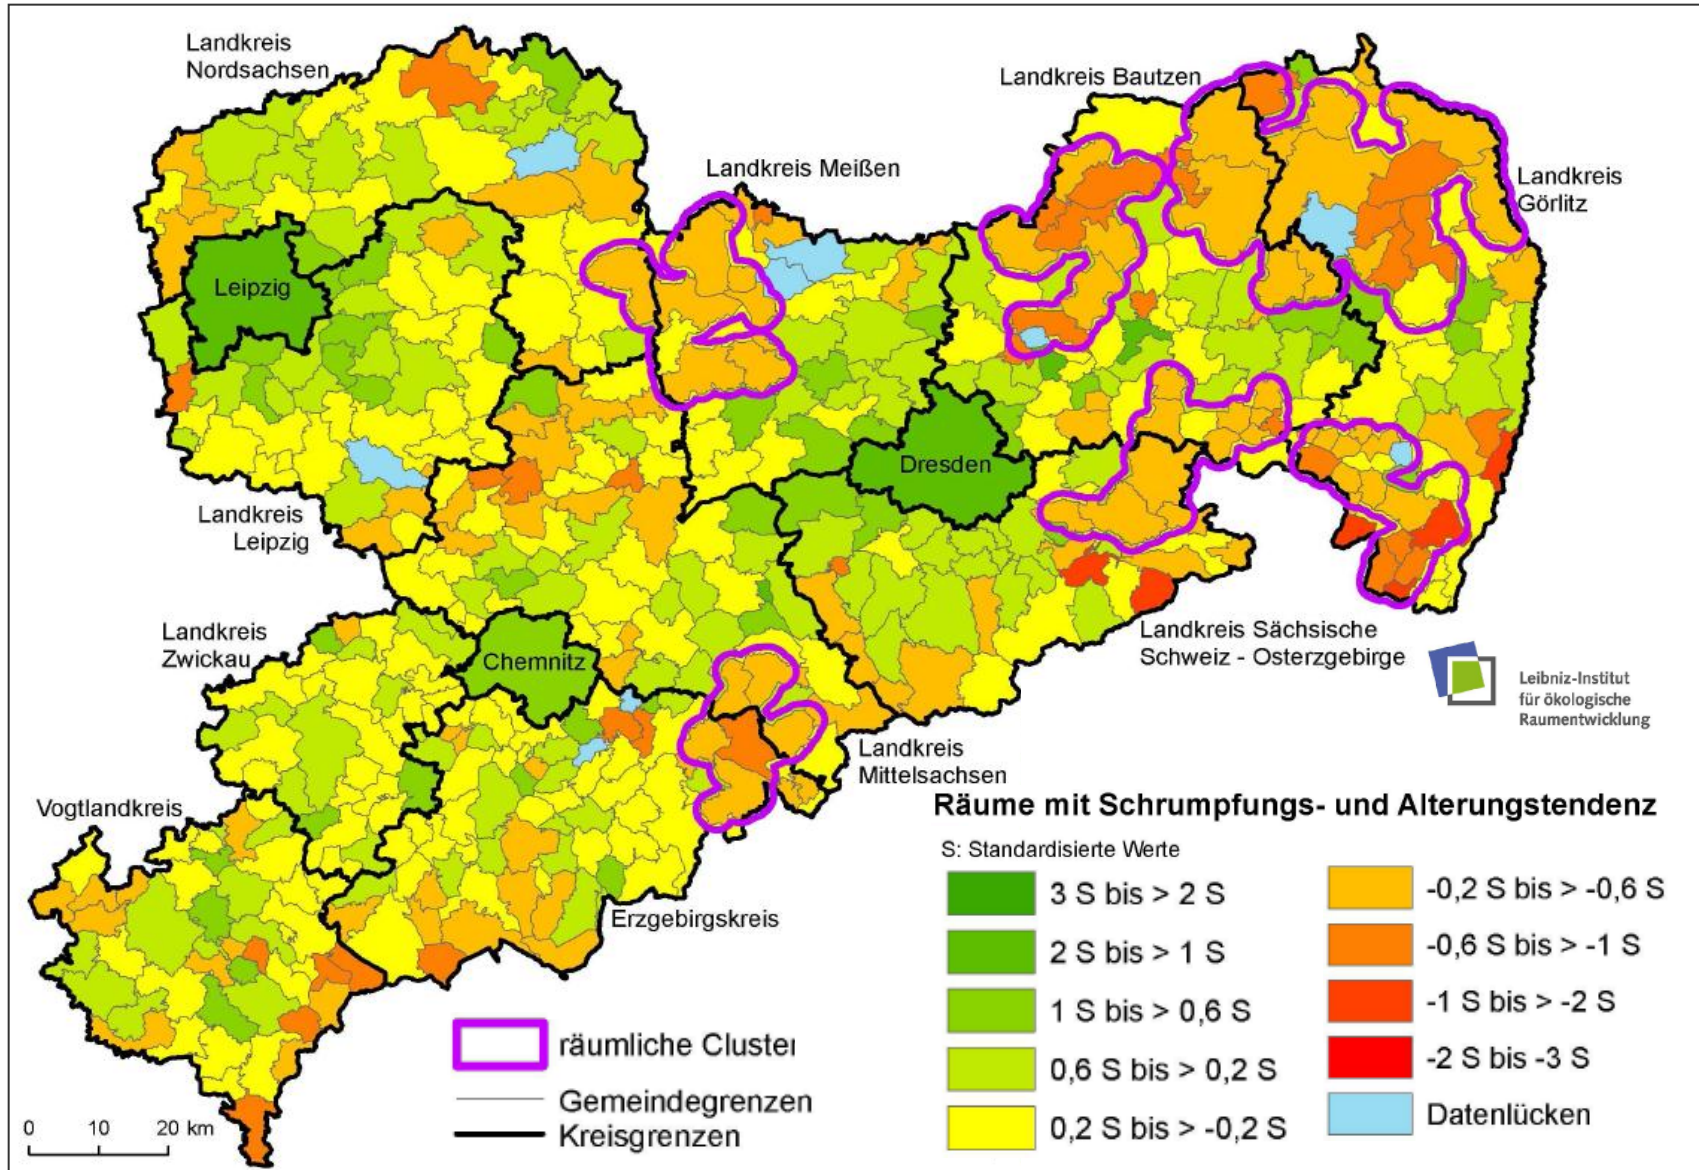 Landkreis
Nordsachsen
Landkreis Bautzen
Landkreis Meißen
Landkreis
Görlitz
Leipzig
Dresden
Landkreis
Leipzig
Landkreis
Zwickau
Chemnitz
Landkreis Sächsische
Schweiz - Osterzgebirge
Leibniz-Institut
für ökologische
Raumentwicklung
Landkreis
Mittelsachsen
Vogtlandkreis
Erzgebirgskreis
Räume mit Schrumpfungs- und Alterungstendenz
S: Standardisierte Werte
3 S bis > 2 S
2 S bis > 1 S
1 S bis > 0,6 S
0,6 S bis > 0,2 S
0,2 S bis > -0,2 S
-0,2 S bis > -0,6 S
-0,6 S bis > -1 S
-1 S bis > -2 S
-2 S bis -3 S
Datenlücken
räumliche Cluster
Gemeindegrenzen
Kreisgrenzen
0 10 20 km